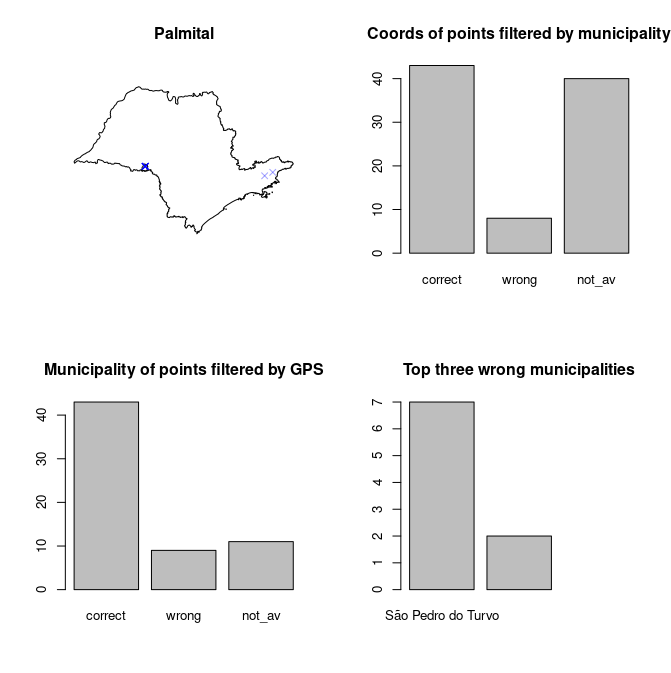 Palmital
Coords of points filtered by municipality
0
10
20
30
40
correct wrong not_av
Municipality of points filtered by GPS
0
10
20
30
40
correct wrong not_av
Top three wrong municipalities
0
1
2
3
4
5
6
7
São Pedro do Turvo